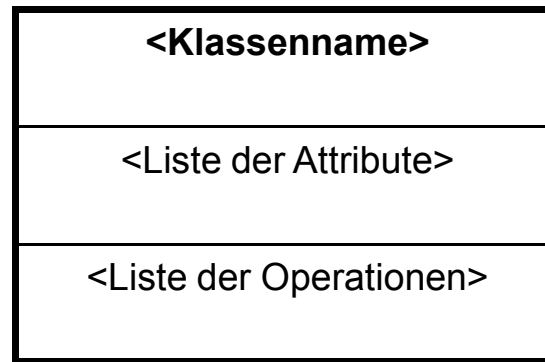 <Klassenname>
<Liste der Attribute>
<Liste der Operationen>